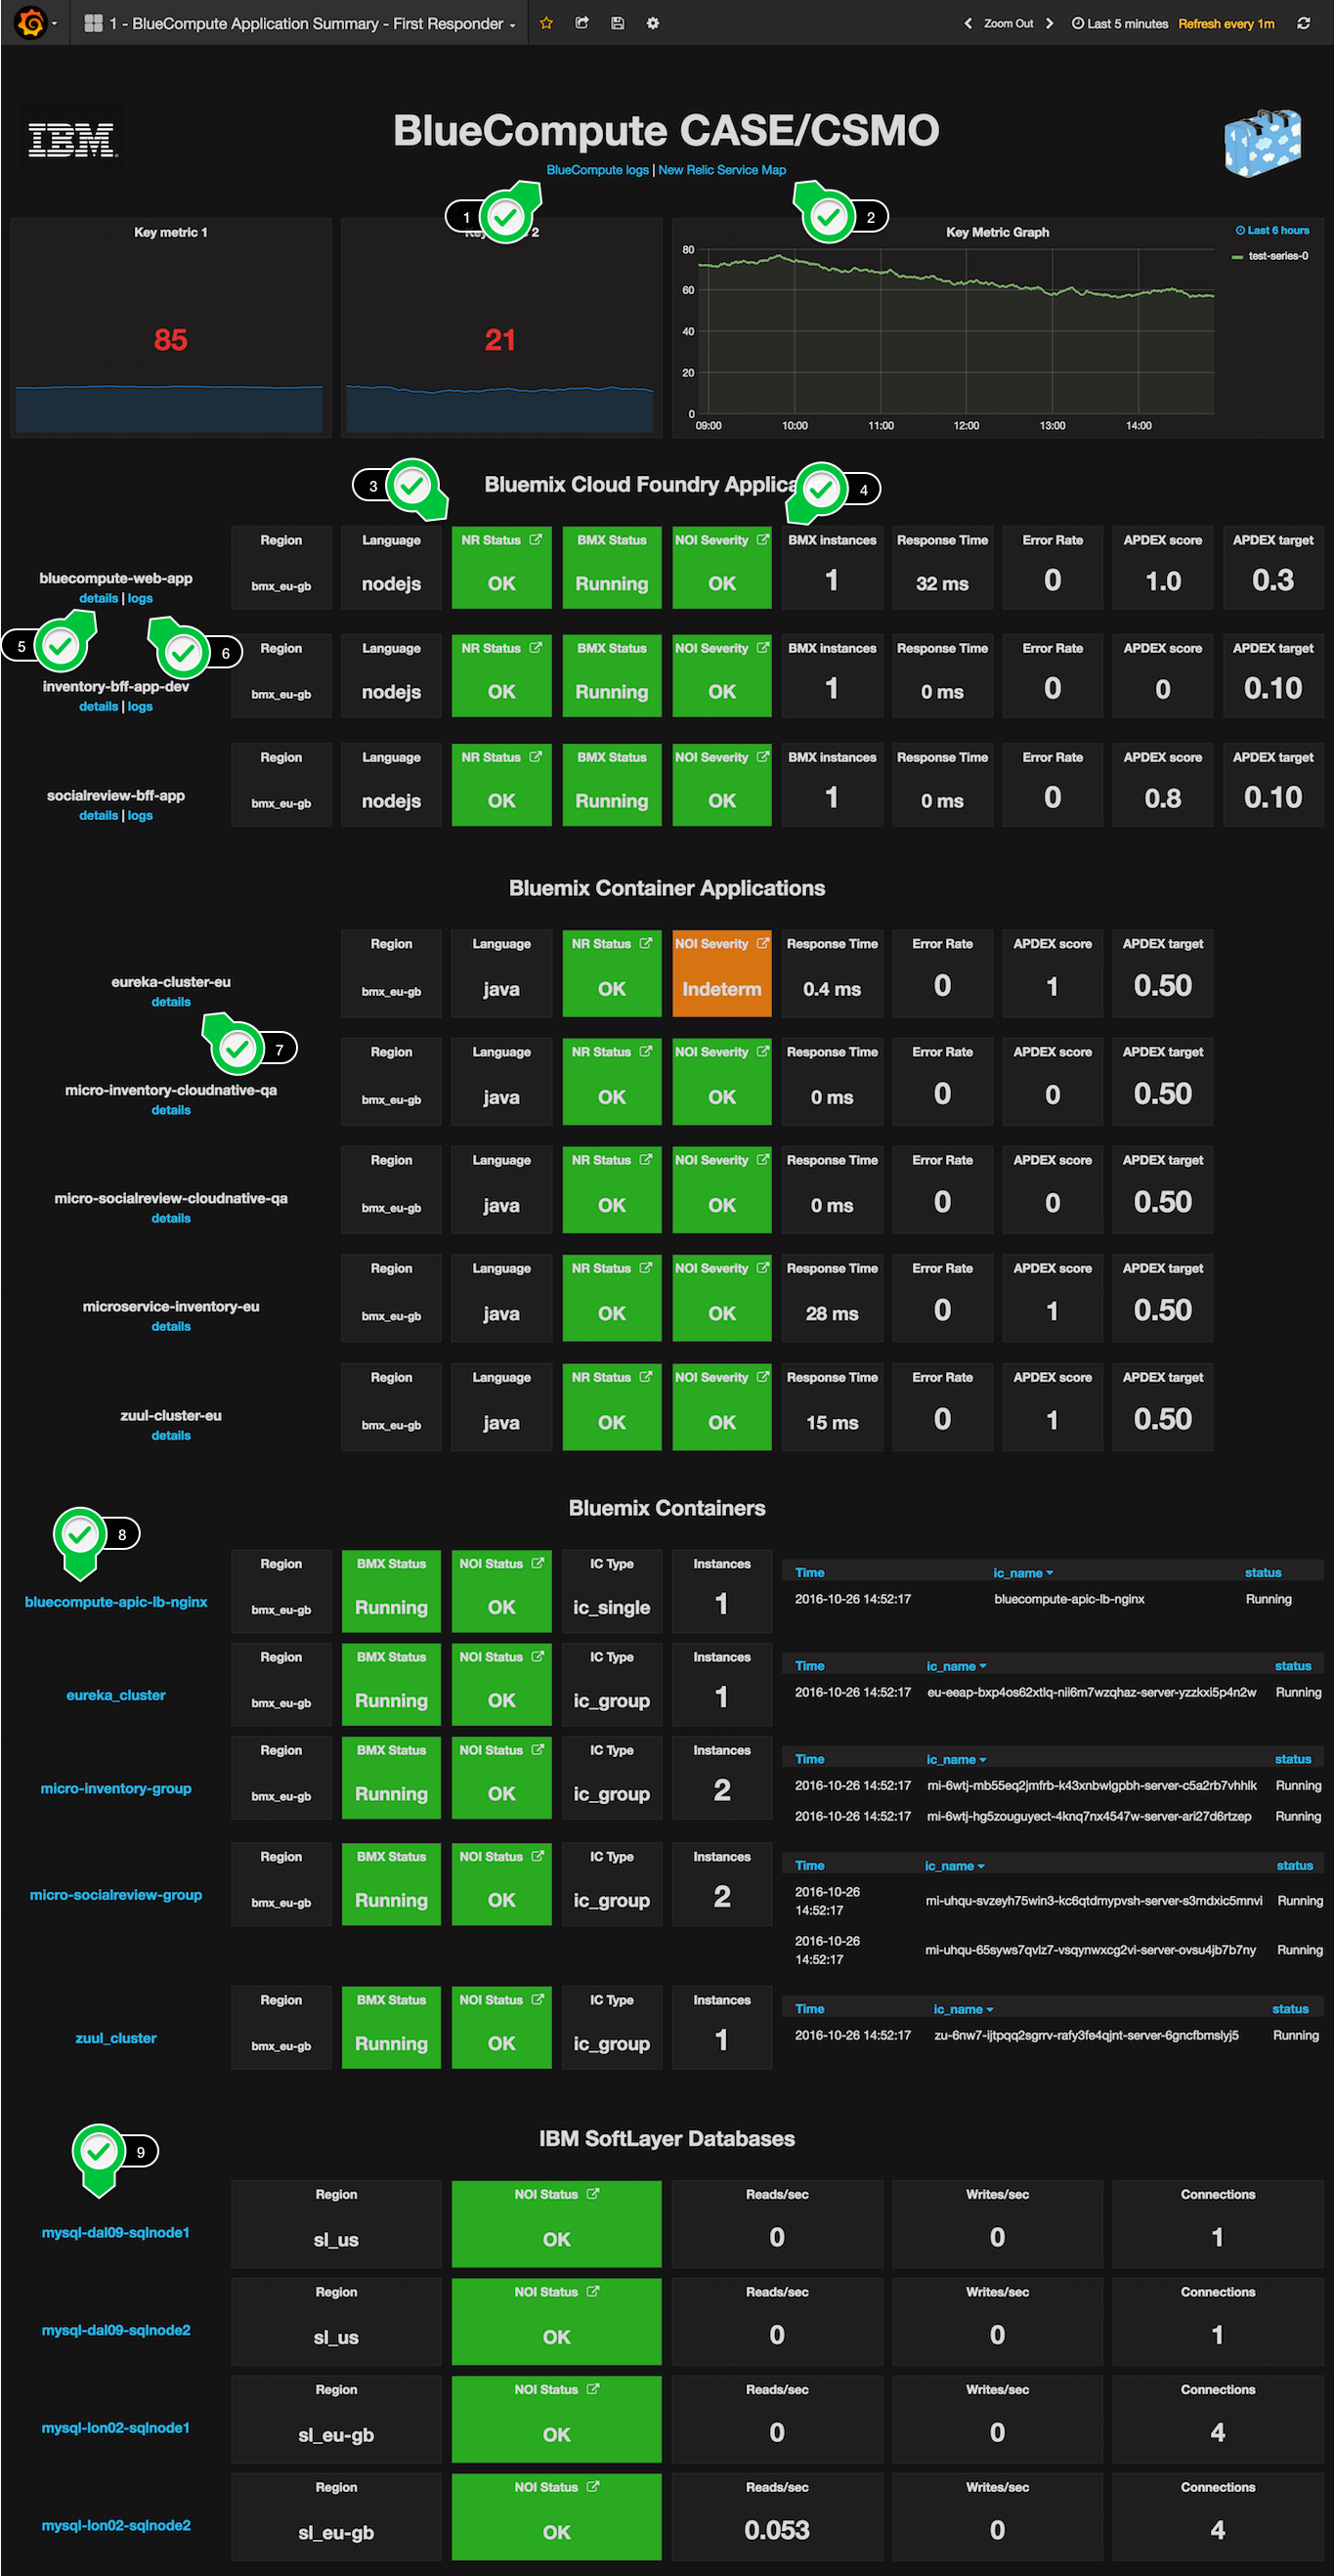 1 - BlueCompute Application Summary - First Responder
Zoom Out
Last 5 minutes
Refresh every 1m
IBM
BlueCompute CASE/CSMO
BlueCompute logs | New Relic Service Map
1
2
Key metric 1
2
Key Metric Graph
Last 6 hours
test-series-0
85
21
80
60
40
20
0
09:00 10:00 11:00 12:00 13:00 14:00
3
Bluemix Cloud Foundry
4
Region Language NR Status BMX Status NOI Severity BMX instances Response Time Error Rate APDEX score APDEX target
bluecompute-web-app bmx_eu-gb nodejs OK Running OK 1 32 ms 0 1.0 0.3
details | logs
5
6
Region Language NR Status BMX Status NOI Severity BMX instances Response Time Error Rate APDEX score APDEX target
inventory-bff-app-dev bmx_eu-gb nodejs OK Running OK 1 0 ms 0 0 0.10
details | logs
Region Language NR Status BMX Status NOI Severity BMX instances Response Time Error Rate APDEX score APDEX target
socialreview-bff-app bmx_eu-gb nodejs OK Running OK 1 0 ms 0 0.8 0.10
details | logs
Bluemix Container Applications
Region Language NR Status NOI Severity Response Time Error Rate APDEX score APDEX target
eureka-cluster-eu bmx_eu-gb java OK Indeterm 0.4 ms 0 1 0.50
details
7
Region Language NR Status NOI Severity Response Time Error Rate APDEX score APDEX target
micro-inventory-cloudnative-qa bmx_eu-gb java OK OK 0 ms 0 0 0.50
details
Region Language NR Status NOI Severity Response Time Error Rate APDEX score APDEX target
micro-socialreview-cloudnative-qa bmx_eu-gb java OK OK 0 ms 0 0 0.50
details
Region Language NR Status NOI Severity Response Time Error Rate APDEX score APDEX target
microservice-inventory-eu bmx_eu-gb java OK OK 28 ms 0 1 0.50
details
Region Language NR Status NOI Severity Response Time Error Rate APDEX score APDEX target
zuul-cluster-eu bmx_eu-gb java OK OK 15 ms 0 1 0.50
details
Bluemix Containers
8
Region BMX Status NOI Status IC Type Instances Time ic_name status
bluecompute-apic-lb-nginx bmx_eu-gb Running OK ic_single 1 2016-10-26 14:52:17 bluecompute-apic-lb-nginx Running
Region BMX Status NOI Status IC Type Instances Time ic_name status
eureka_cluster bmx_eu-gb Running OK ic_group 1 2016-10-26 14:52:17 eu-eeap-bxp4os62xtlq-nii6m7wzqhaz-server-yzzkxi5p4n2w Running
Region BMX Status NOI Status IC Type Instances Time ic_name status
micro-inventory-group bmx_eu-gb Running OK ic_group 2 2016-10-26 14:52:17 mi-6wtj-mb55eq2jmfrb-k43xnbwlgpbh-server-c5a2rb7vhhlk Running
2016-10-26 14:52:17 mi-6wtj-hg5zouguyect-4knq7nx4547w-server-ari27d6rtzep Running
Region BMX Status NOI Status IC Type Instances Time ic_name status
micro-socialreview-group bmx_eu-gb Running OK ic_group 2 2016-10-26 14:52:17 mi-uhqu-svzeyh75win3-kc6qtdmypvsh-server-s3mdxic5mnvi Running
2016-10-26 14:52:17 mi-uhqu-65syws7qvlz7-vsqynwxcg2vi-server-ovsu4jb7b7ny Running
Region BMX Status NOI Status IC Type Instances Time ic_name status
zuul_cluster bmx_eu-gb Running OK ic_group 1 2016-10-26 14:52:17 zu-6nw7-ijtpqq2sgrrv-rafy3fe4qjnt-server-6gncfbmslyj5 Running
9
IBM SoftLayer Databases
Region NOI Status Reads/sec Writes/sec Connections
mysql-dal09-sqlnode1 sl_us OK 0 0 1
Region NOI Status Reads/sec Writes/sec Connections
mysql-dal09-sqlnode2 sl_us OK 0 0 1
Region NOI Status Reads/sec Writes/sec Connections
mysql-lon02-sqlnode1 sl_eu-gb OK 0 0 4
Region NOI Status Reads/sec Writes/sec Connections
mysql-lon02-sqlnode2 sl_eu-gb OK 0.053 0 4